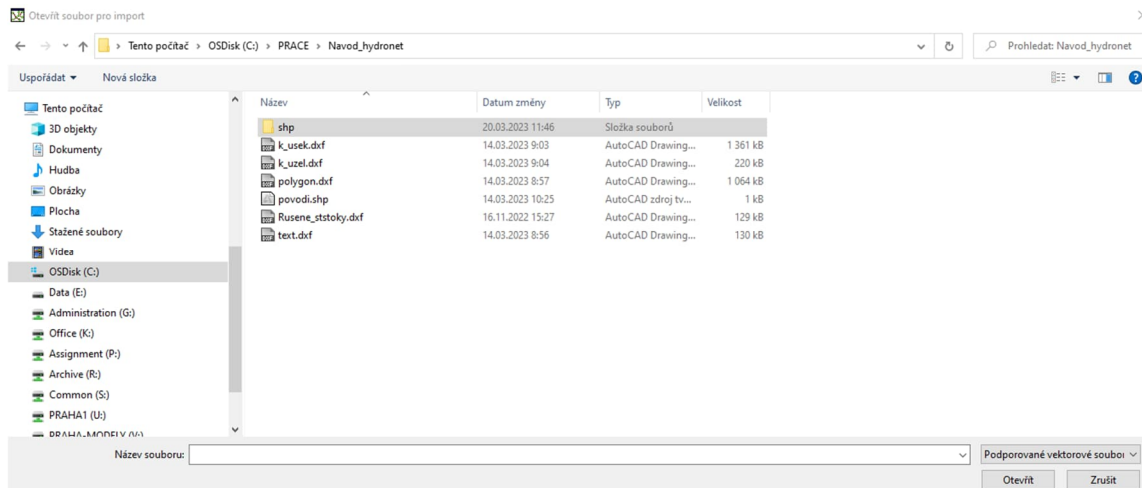 Otevřít soubor pro import
Tento počítač › OSDisk (C:) › PRACE › Navod_hydronet
Prohledat: Navod_hydronet
Uspořádat Nová složka
Název Datum změny Typ Velikost
Tento počítač
3D objekty
Dokumenty
Hudba
Obrázky
Plocha
Stažené soubory
Videa
OSDisk (C:)
Data (E:)
Administration (G:)
Office (K:)
Assignment (P:)
Archive (R:)
Common (S:)
PRAHA1 (U:)
PRAHA-MODELY (V:)
shp 20.03.2023 11:46 Složka souborů
k_usek.dxf 14.03.2023 9:03 AutoCAD Drawing... 1 361 kB
k_uzel.dxf 14.03.2023 9:04 AutoCAD Drawing... 220 kB
polygon.dxf 14.03.2023 8:57 AutoCAD Drawing... 1 064 kB
povodi.shp 14.03.2023 10:25 AutoCAD zdroj tv... 1 kB
Rusene_ststoky.dxf 16.11.2022 15:27 AutoCAD Drawing... 129 kB
text.dxf 14.03.2023 8:56 AutoCAD Drawing... 130 kB
Název souboru:
Podporované vektorové soubor
Otevřít Zrušit